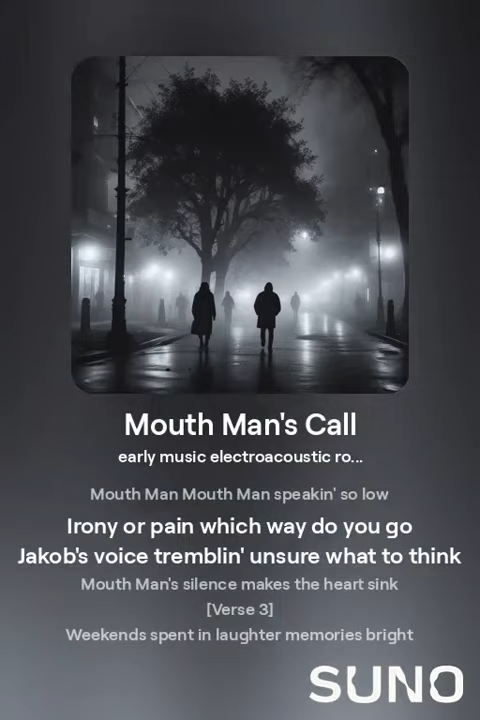 Mouth Man's Call
early music electroacoustic ro...
Mouth Man Mouth Man speakin' so low
Irony or pain which way do you go
Jakob's voice tremblin' unsure what to think
Mouth Man's silence makes the heart sink
[Verse 3]
Weekends spent in laughter memories bright
SUNO